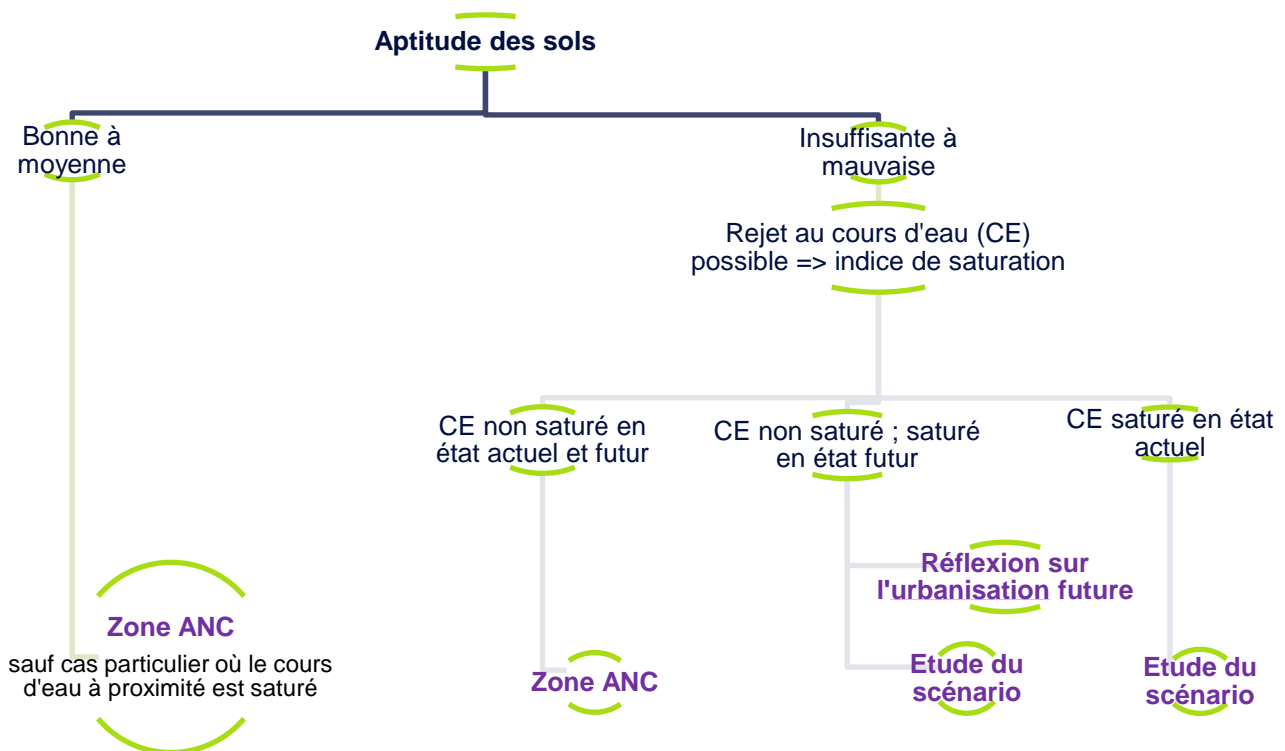 Aptitude des sols
Bonne à
moyenne
Insuffisante à
mauvaise
Rejet au cours d'eau (CE)
possible => indice de saturation
CE non saturé en
état actuel et futur
CE non saturé ; saturé
en état futur
CE saturé en état
actuel
Réflexion sur
l'urbanisation future
Zone ANC
sauf cas particulier où le cours
d'eau à proximité est saturé
Zone ANC
Etude du
scénario
Etude du
scénario